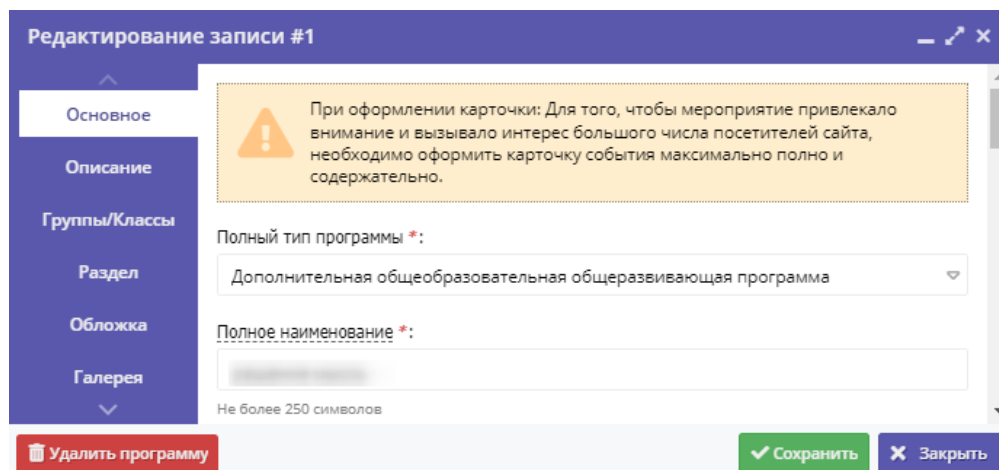 Редактирование записи #1
Основное
Описание
Группы/Классы
Раздел
Обложка
Галерея
При оформлении карточки: Для того, чтобы мероприятие привлекало
внимание и вызывало интерес большого числа посетителей сайта,
необходимо оформить карточку события максимально полно и
содержательно.
Полный тип программы *:
Дополнительная общеобразовательная общеразвивающая программа
Полное наименование *:
Не более 250 символов
Удалить программу
Сохранить
Закрыть